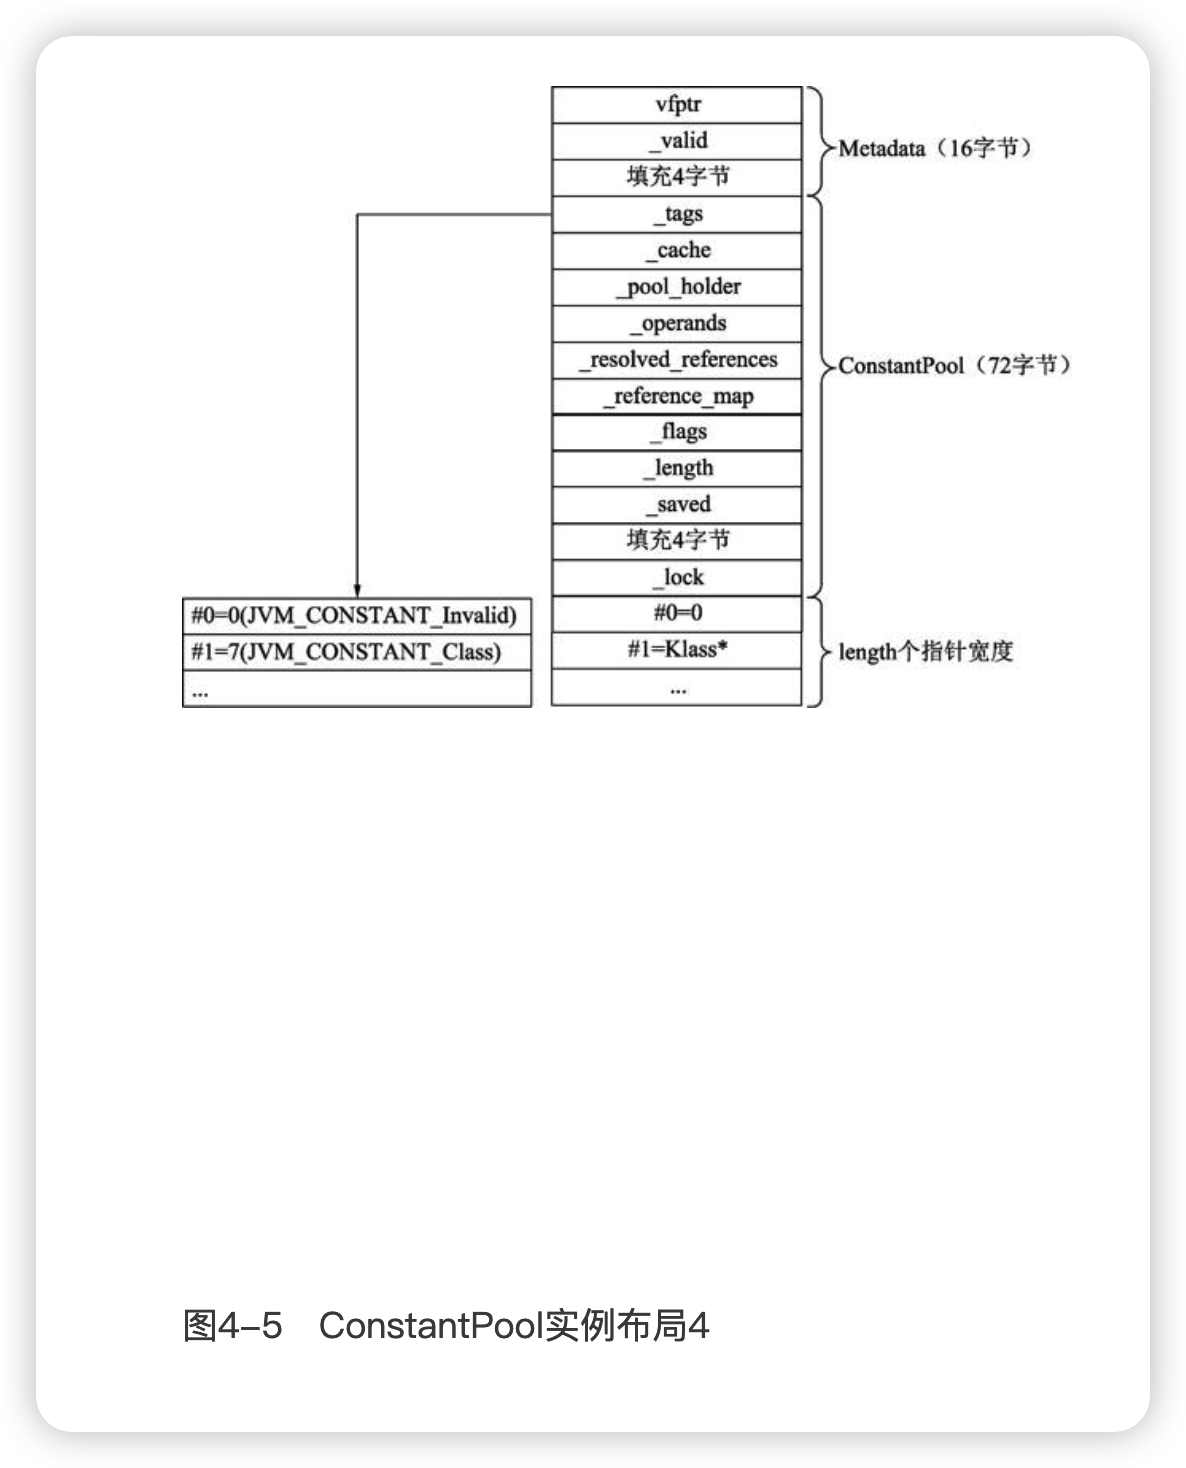 vfptr
_valid
填充4字节
Metadata（16字节）
_tags
_cache
_pool_holder
_operands
_resolved_references
_reference_map
_flags
_length
_saved
填充4字节
_lock
ConstantPool（72字节）
#0=0
#1=Klass*
...
length个指针宽度
#0=0(JVM_CONSTANT_Invalid)
#1=7(JVM_CONSTANT_Class)
...
图4–5　ConstantPool实例布局4